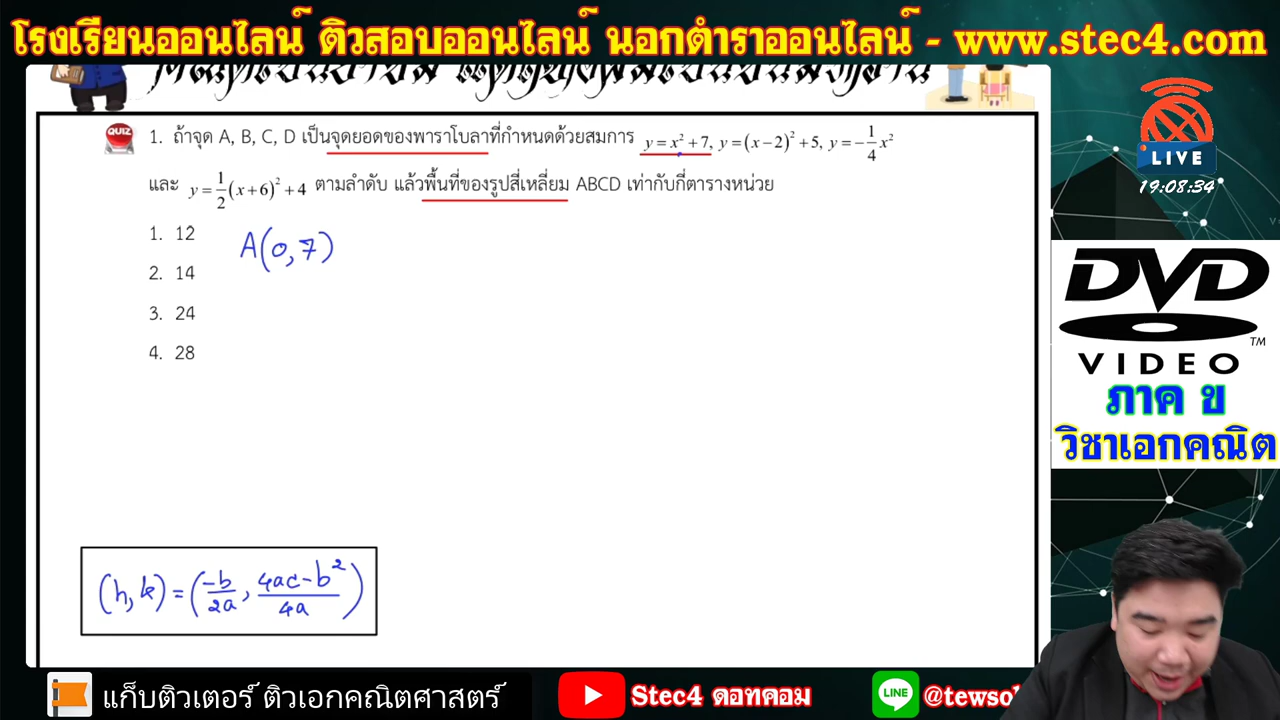 โรงเรียนออนไลน์ ติวสอบออนไลน์ นอกตำราออนไลน์ - www.stec4.com
QUIZ
1. ถ้าจุด A, B, C, D เป็นจุดยอดของพาราโบลาที่กำหนดด้วยสมการ y = x² + 7, y = (x − 2)² + 5, y = −1/4 x²
และ y = 1/2 (x + 6)² + 4 ตามลำดับ แล้วพื้นที่ของรูปสี่เหลี่ยม ABCD เท่ากับกี่ตารางหน่วย
1. 12
A(0, 7)
2. 14
3. 24
4. 28
(h, k) = (−b/2a, 4ac − b²/4a)
LIVE
19:08:34
DVD
TM
VIDEO
ภาค ข
วิชาเอกคณิต
แก็บติวเตอร์ ติวเอกคณิตศาสตร์
Stec4 ดอทคอม
LINE